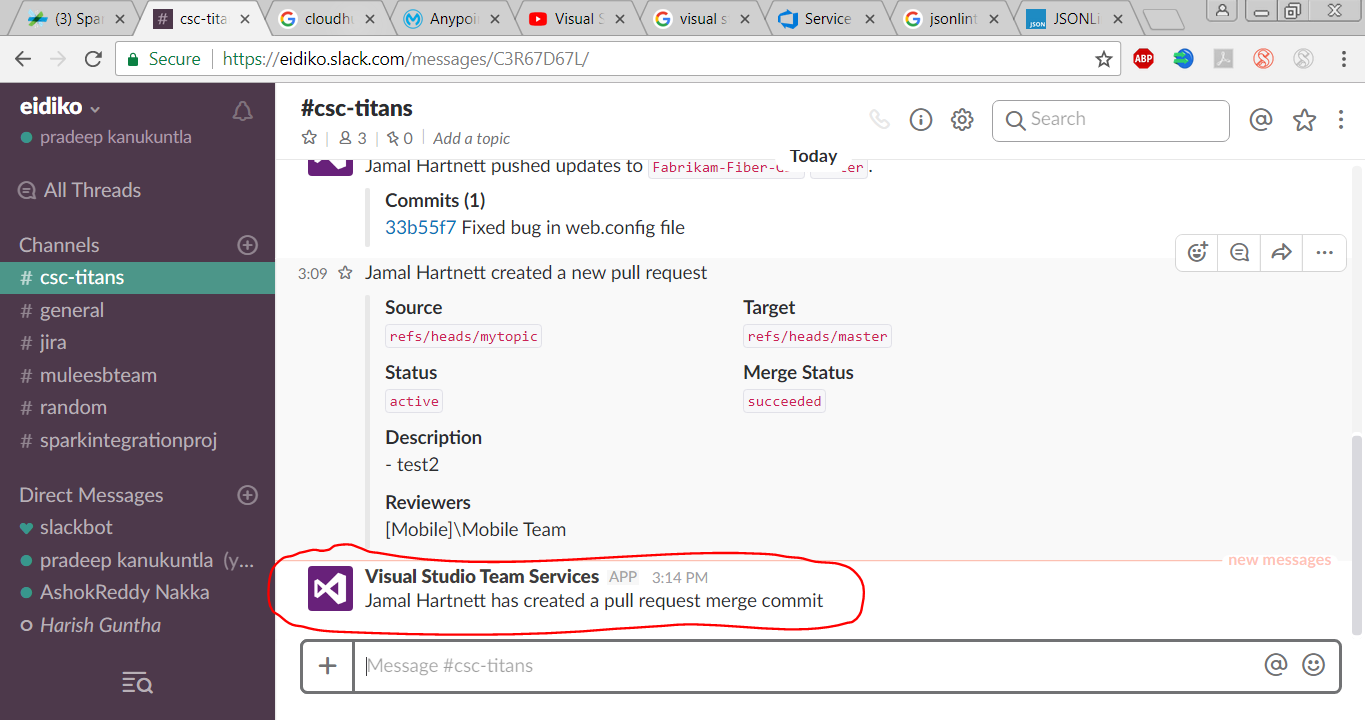 (3) Spa
csc-tita
cloudh
Anypoi
Visual S
visual s
Service
jsonlint
JSONLi
Secure
https://eidiko.slack.com/messages/C3R67D67L/
ABP
eidiko
pradeep kanukuntla
All Threads
Channels
# csc-titans
# general
# jira
# muleesbteam
# random
# sparkintegrationproj
Direct Messages
slackbot
pradeep kanukuntla (y...
AshokReddy Nakka
Harish Guntha
#csc-titans
3
0
Add a topic
Search
Today
Jamal Hartnett pushed updates to Fabrikam-Fiber-
Commits (1)
33b55f7 Fixed bug in web.config file
3:09 Jamal Hartnett created a new pull request
Source Target
refs/heads/mytopic refs/heads/master
Status Merge Status
active succeeded
Description
- test2
Reviewers
[Mobile]\Mobile Team
new messages
Visual Studio Team Services APP 3:14 PM
Jamal Hartnett has created a pull request merge commit
Message #csc-titans